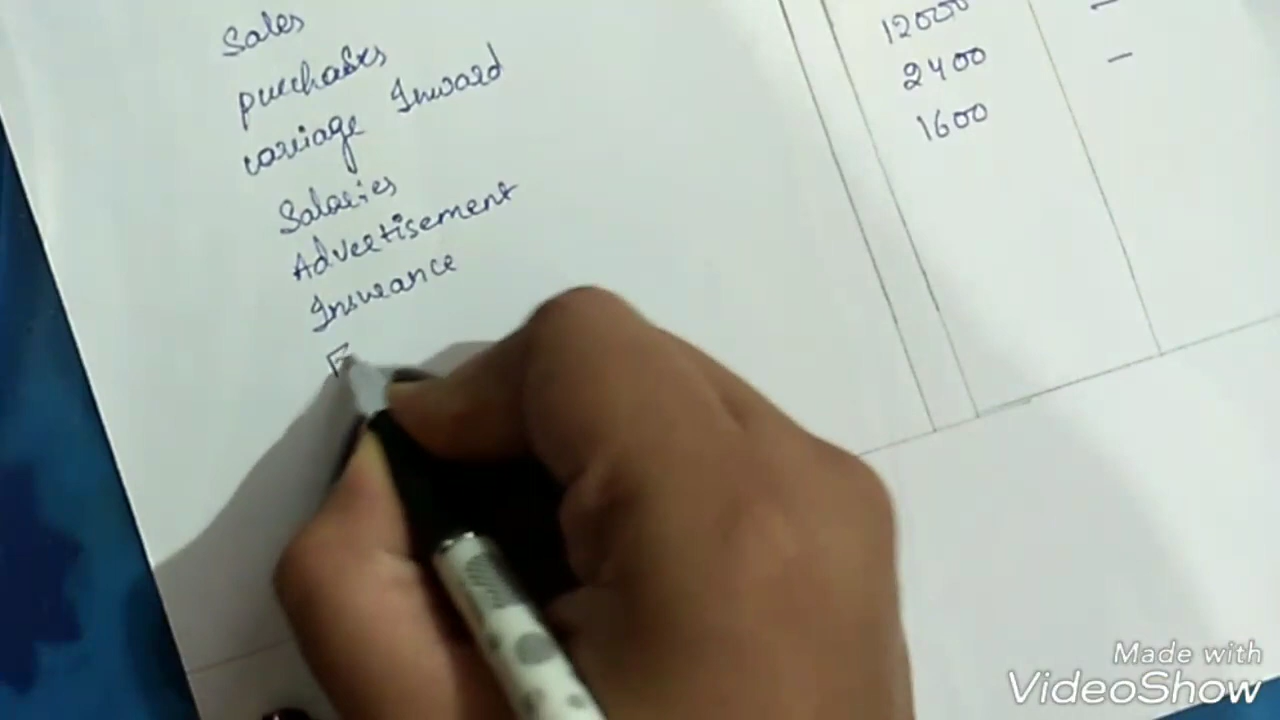 Sales
purchases
carriage Inward
Salaries
Advertisement
Insurance
12000
2400
1600
Made with
VideoShow